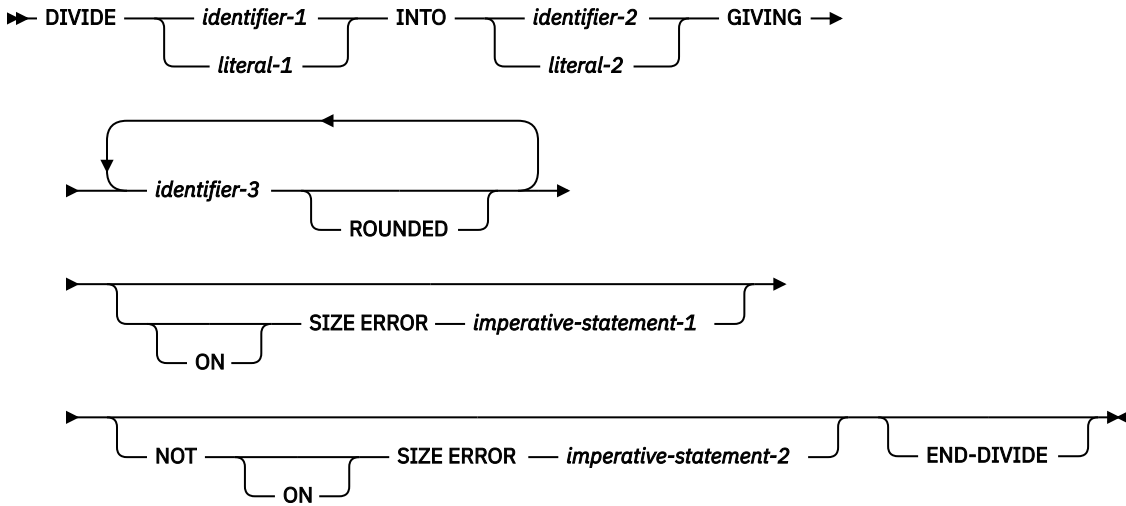 DIVIDE identifier-1 INTO identifier-2 GIVING
literal-1 literal-2
identifier-3
ROUNDED
SIZE ERROR imperative-statement-1
ON
NOT SIZE ERROR imperative-statement-2 END-DIVIDE
ON